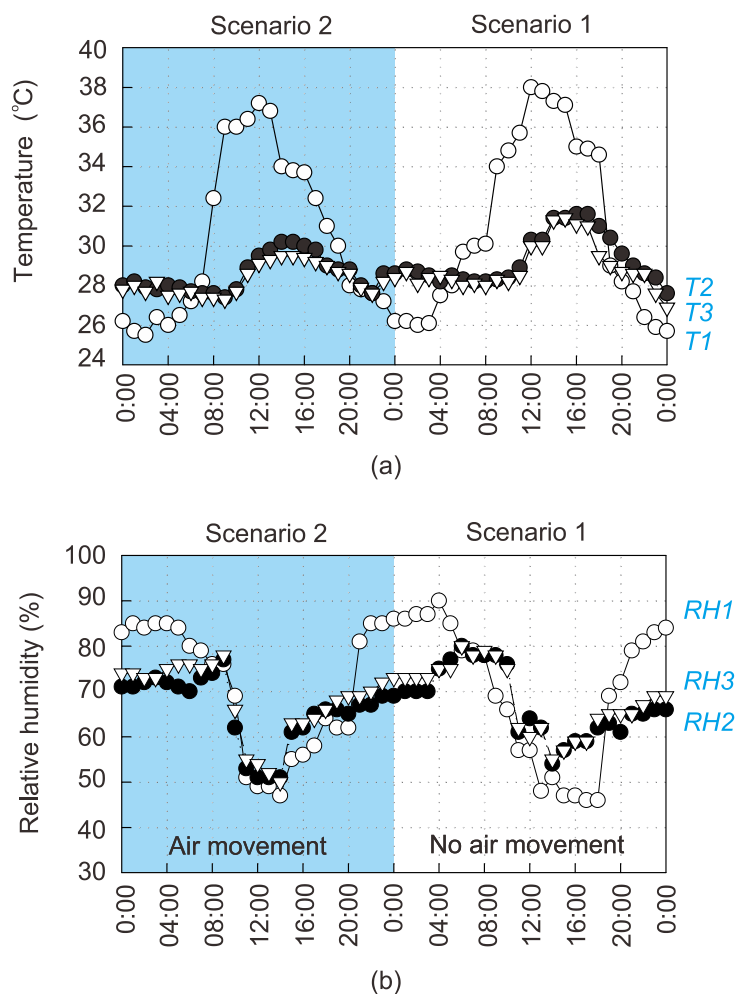 Scenario 2 Scenario 1
Temperature (°C)
40
38
36
34
32
30
28
26
24
T2
T3
T1
0:00 04:00 08:00 12:00 16:00 20:00 0:00 04:00 08:00 12:00 16:00 20:00 0:00
(a)
Scenario 2 Scenario 1
Relative humidity (%)
100
90
80
70
60
50
40
30
RH1
RH3
RH2
Air movement No air movement
0:00 04:00 08:00 12:00 16:00 20:00 0:00 04:00 08:00 12:00 16:00 20:00 0:00
(b)